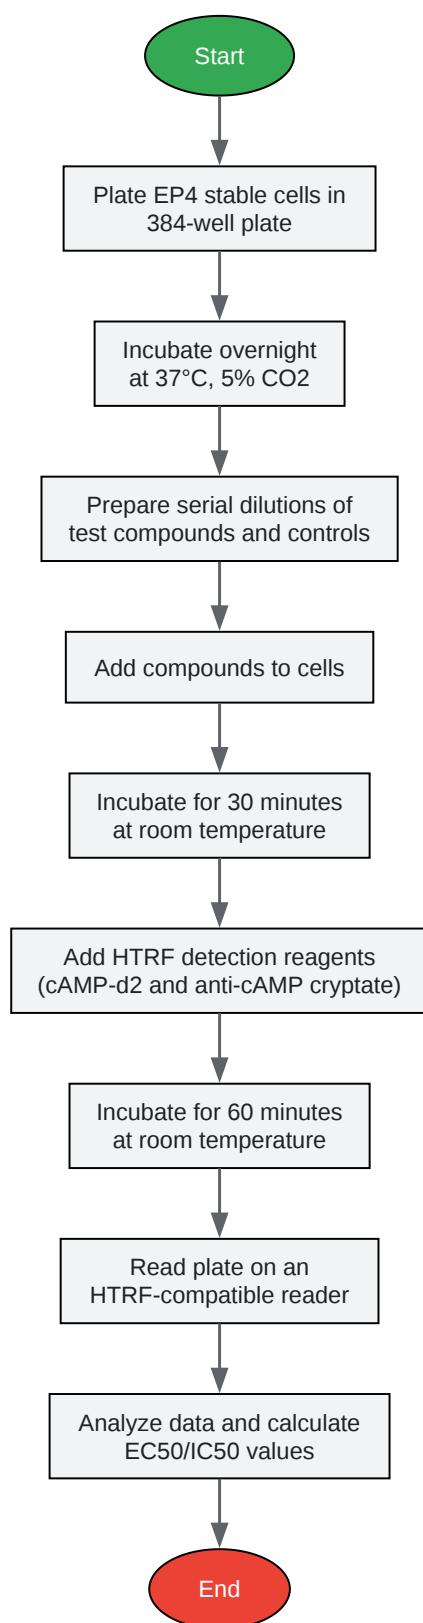 Start
Plate EP4 stable cells in
384-well plate
Incubate overnight
at 37°C, 5% CO2
Prepare serial dilutions of
test compounds and controls
Add compounds to cells
Incubate for 30 minutes
at room temperature
Add HTRF detection reagents
(cAMP-d2 and anti-cAMP cryptate)
Incubate for 60 minutes
at room temperature
Read plate on an
HTRF-compatible reader
Analyze data and calculate
EC50/IC50 values
End